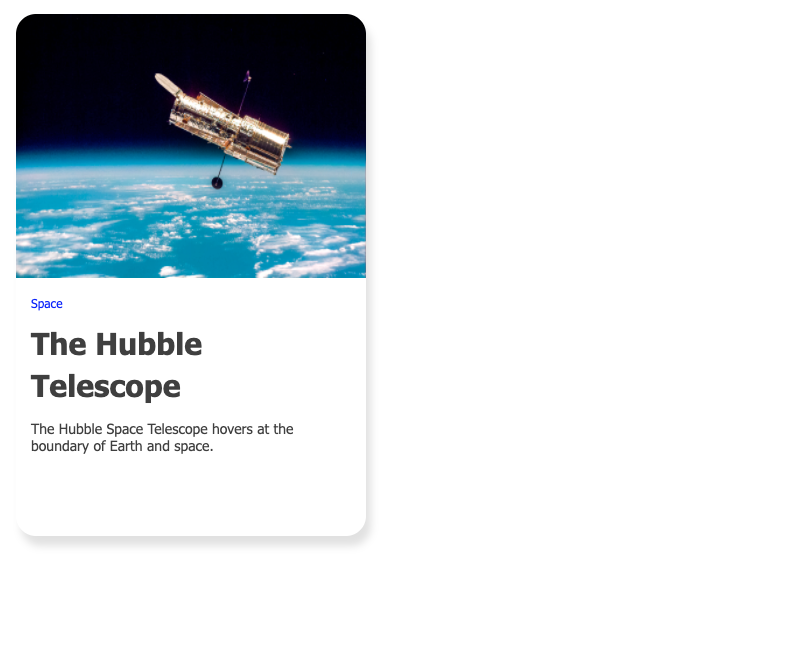 Space
The Hubble
Telescope
The Hubble Space Telescope hovers at the
boundary of Earth and space.